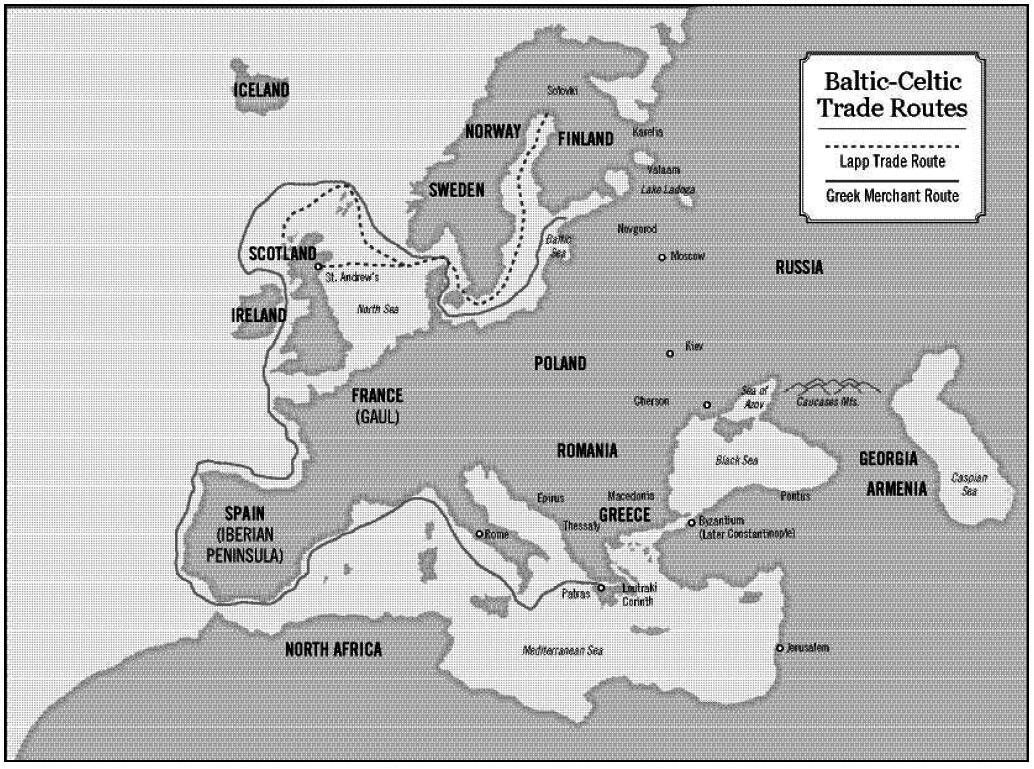 Baltic-Celtic
Trade Routes
Lapp Trade Route
Greek Merchant Route
ICELAND
Solovki
NORWAY
FINLAND
Karelia
Valaam
Lake Ladoga
SWEDEN
Novgorod
Baltic
Sea
Moscow
RUSSIA
SCOTLAND
St. Andrew's
North Sea
IRELAND
Kiev
POLAND
FRANCE
(GAUL)
Cherson
Sea of
Azov
Caucases Mts.
ROMANIA
Black Sea
GEORGIA
ARMENIA
Caspian
Sea
Epirus
Macedonia
Pontus
GREECE
Thessaly
Byzantium
(Later Constantinople)
SPAIN
(IBERIAN
PENINSULA)
Rome
Patras
Loutraki
Corinth
NORTH AFRICA
Mediterranean Sea
Jerusalem